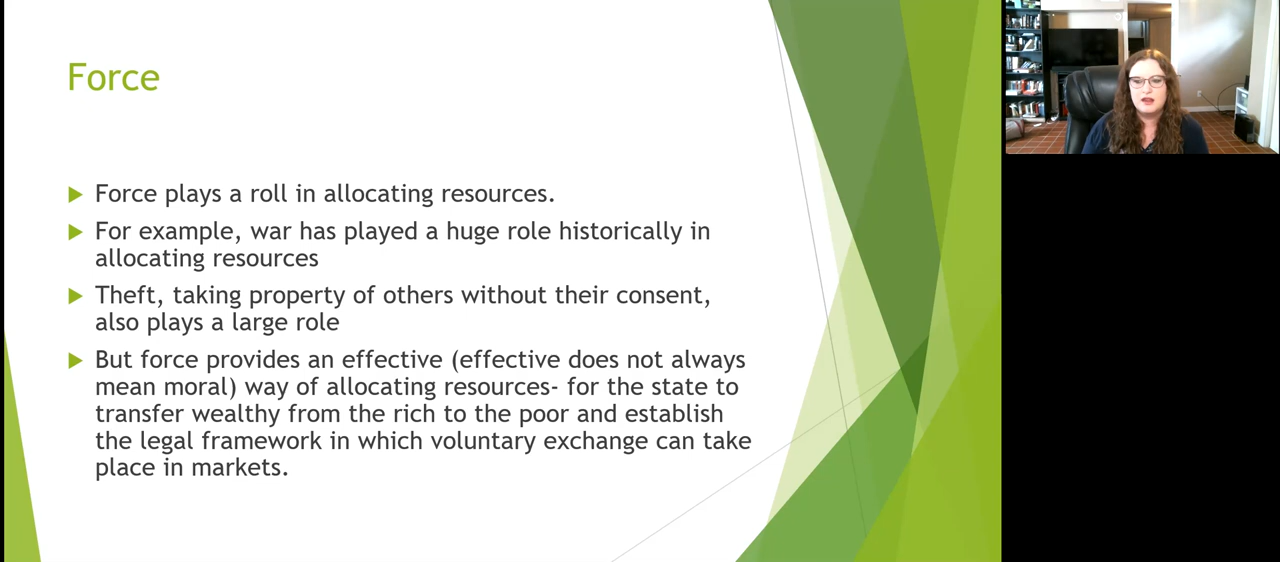 Force
Force plays a roll in allocating resources.
For example, war has played a huge role historically in
allocating resources
Theft, taking property of others without their consent,
also plays a large role
But force provides an effective (effective does not always
mean moral) way of allocating resources- for the state to
transfer wealthy from the rich to the poor and establish
the legal framework in which voluntary exchange can take
place in markets.